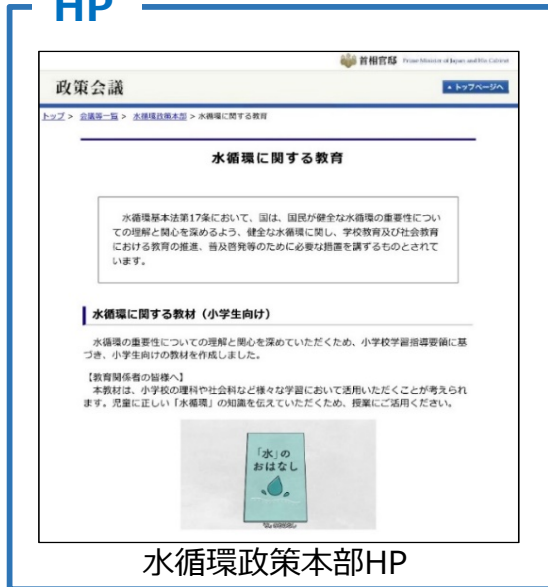 HP
首相官邸 Prime Minister of Japan and His Cabinet
政策会議
トップページへ
トップ > 会議等一覧 > 水循環政策本部 > 水循環に関する教育
水循環に関する教育
水循環基本法第17条において、国は、国民が健全な水循環の重要性につい
ての理解と関心を深めるよう、健全な水循環に関し、学校教育及び社会教育
における教育の推進、普及啓発等のために必要な措置を講ずるものとされて
います。
水循環に関する教材（小学生向け）
水循環の重要性についての理解と関心を深めていただくため、小学校学習指導要領に基
づき、小学生向けの教材を作成しました。
【教育関係者の皆様へ】
本教材は、小学校の理科や社会科など様々な学習において活用いただくことが考えられ
ます。児童に正しい「水循環」の知識を伝えていただくため、授業にご活用ください。
「水」の
おはなし
水循環政策本部HP